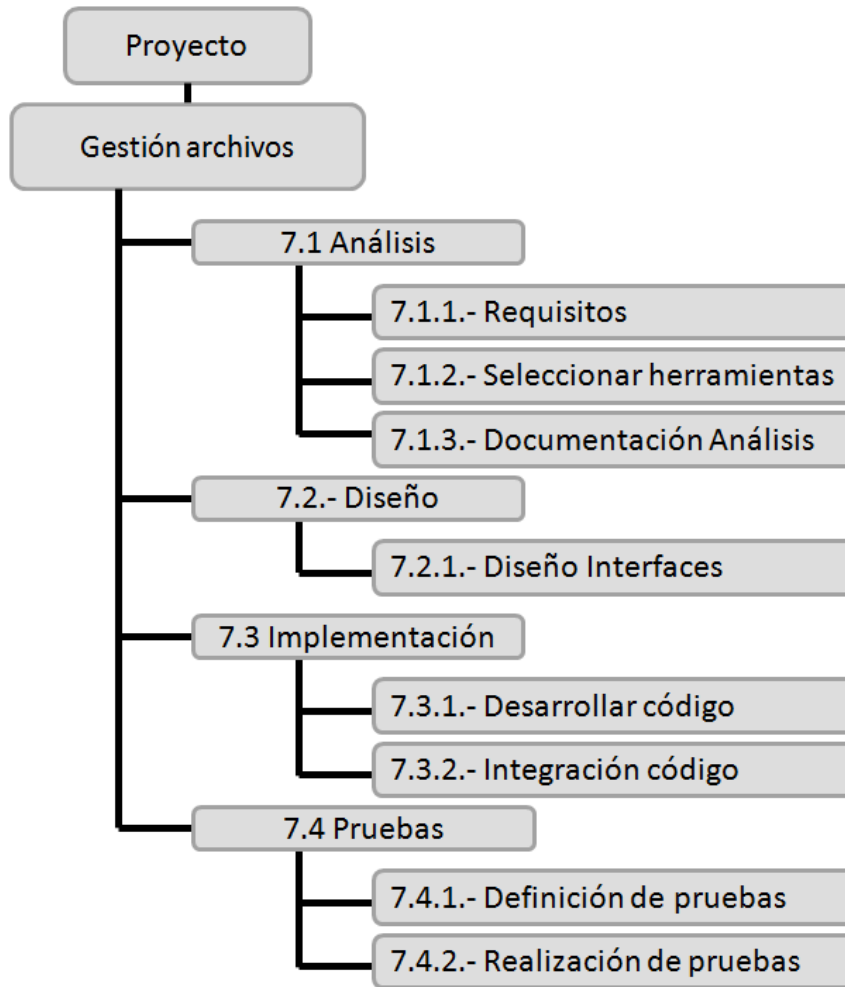 Proyecto
Gestión archivos
7.1 Análisis
7.1.1.- Requisitos
7.1.2.- Seleccionar herramientas
7.1.3.- Documentación Análisis
7.2.- Diseño
7.2.1.- Diseño Interfaces
7.3 Implementación
7.3.1.- Desarrollar código
7.3.2.- Integración código
7.4 Pruebas
7.4.1.- Definición de pruebas
7.4.2.- Realización de pruebas